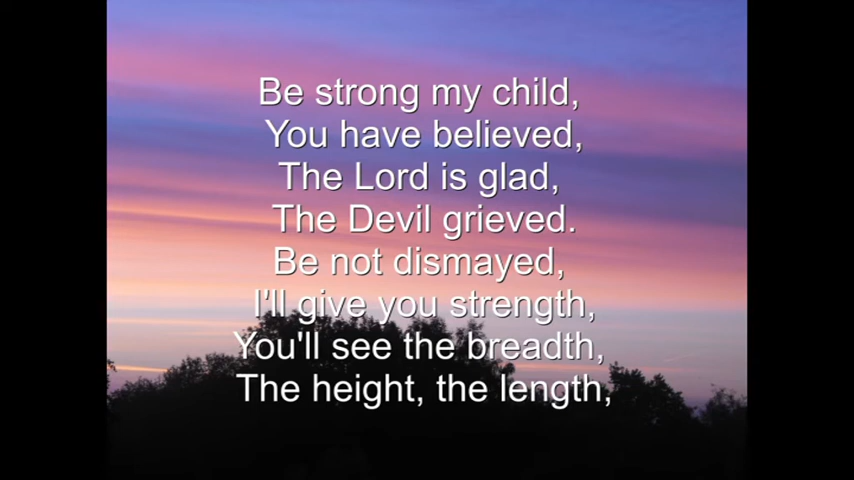 Be strong my child,
You have believed,
The Lord is glad,
The Devil grieved.
Be not dismayed,
I'll give you strength,
You'll see the breadth,
The height, the length,